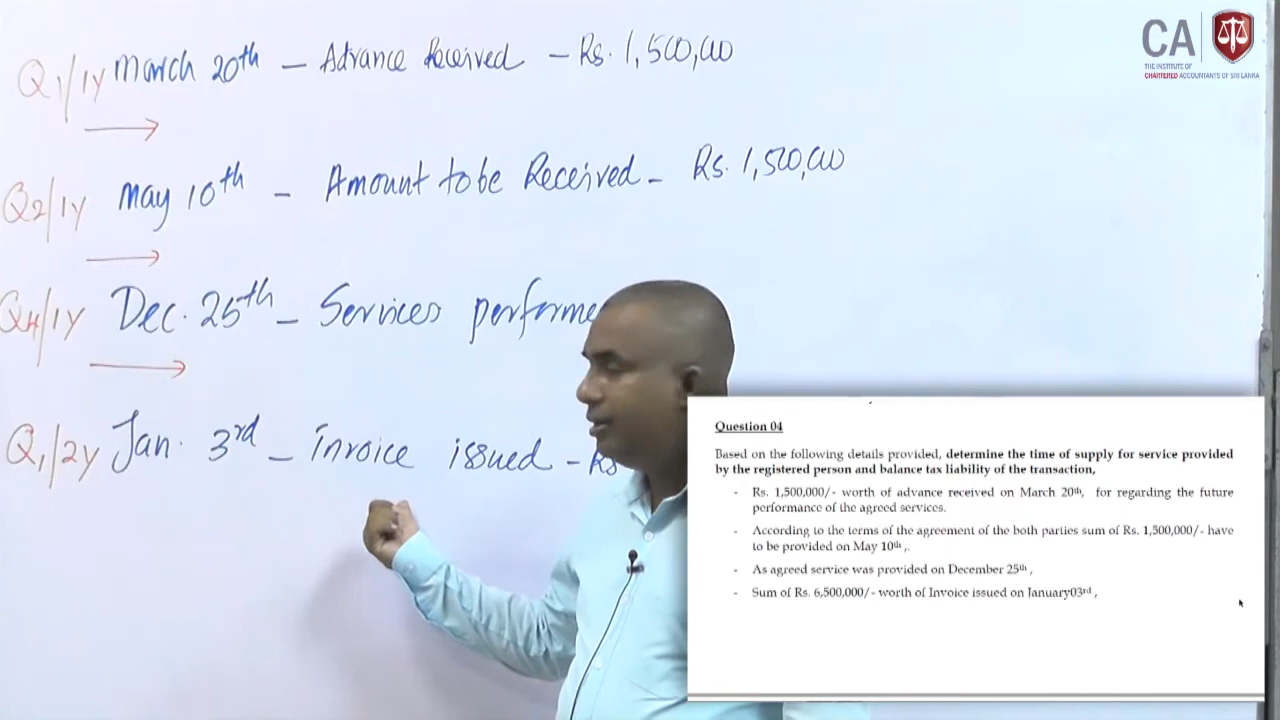 Q1/1y March 20th - Advance Received - Rs. 1,500,000
Q2/1y May 10th - Amount to be Received - Rs. 1,500,000
Q4/1y Dec. 25th - Services performe
Q1/2y Jan. 3rd - invoice issued - Rs
CA
THE INSTITUTE OF
CHARTERED ACCOUNTANTS OF SRI LANKA
Question 04
Based on the following details provided, determine the time of supply for service provided
by the registered person and balance tax liability of the transaction,
- Rs. 1,500,000/- worth of advance received on March 20th, for regarding the future
performance of the agreed services.
- According to the terms of the agreement of the both parties sum of Rs. 1,500,000/- have
to be provided on May 10th ,.
- As agreed service was provided on December 25th ,
- Sum of Rs. 6,500,000/- worth of Invoice issued on January03rd ,